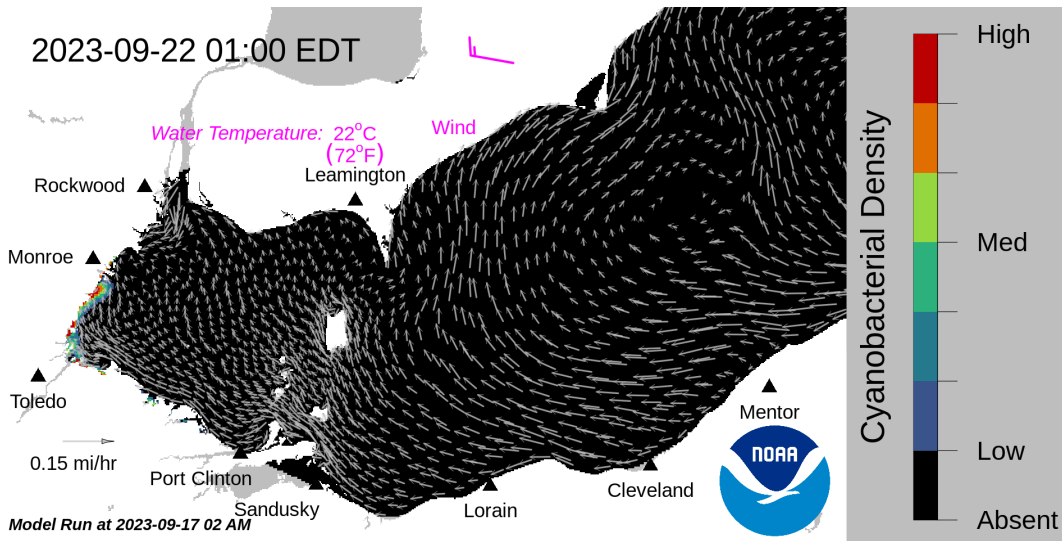 2023-09-22 01:00 EDT
High
Water Temperature: 22°C
(72°F)
Wind
Leamington
Rockwood
Monroe
Cyanobacterial Density
Med
Toledo
Mentor
0.15 mi/hr
NOAA
Low
Port Clinton
Cleveland
Sandusky
Lorain
Model Run at 2023-09-17 02 AM
Absent